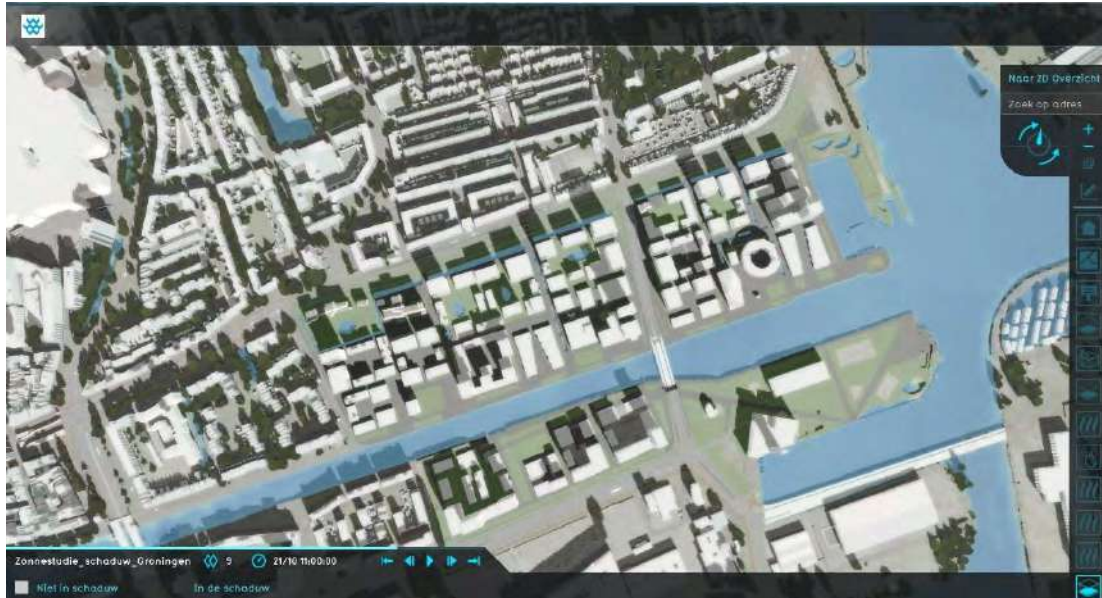 Naar 2D Overzicht
Zoek op adres
Zonnestudie_schaduw_Groningen 9 21/10 11:00:00
Niet in schaduw In de schaduw